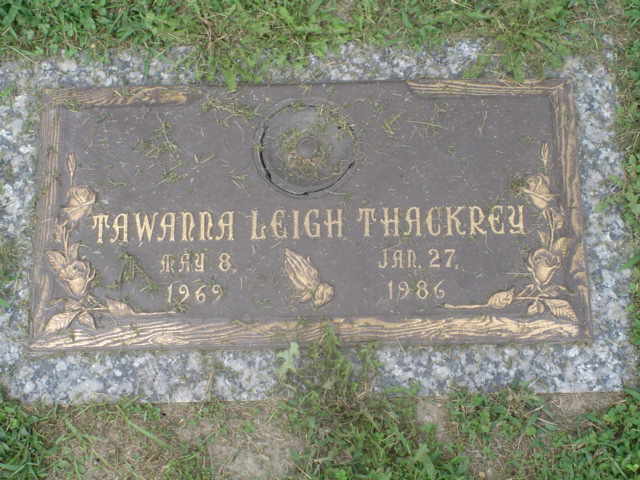 TAWANNA LEIGH THACKREY
MAY 8, JAN. 27,
1969 1986